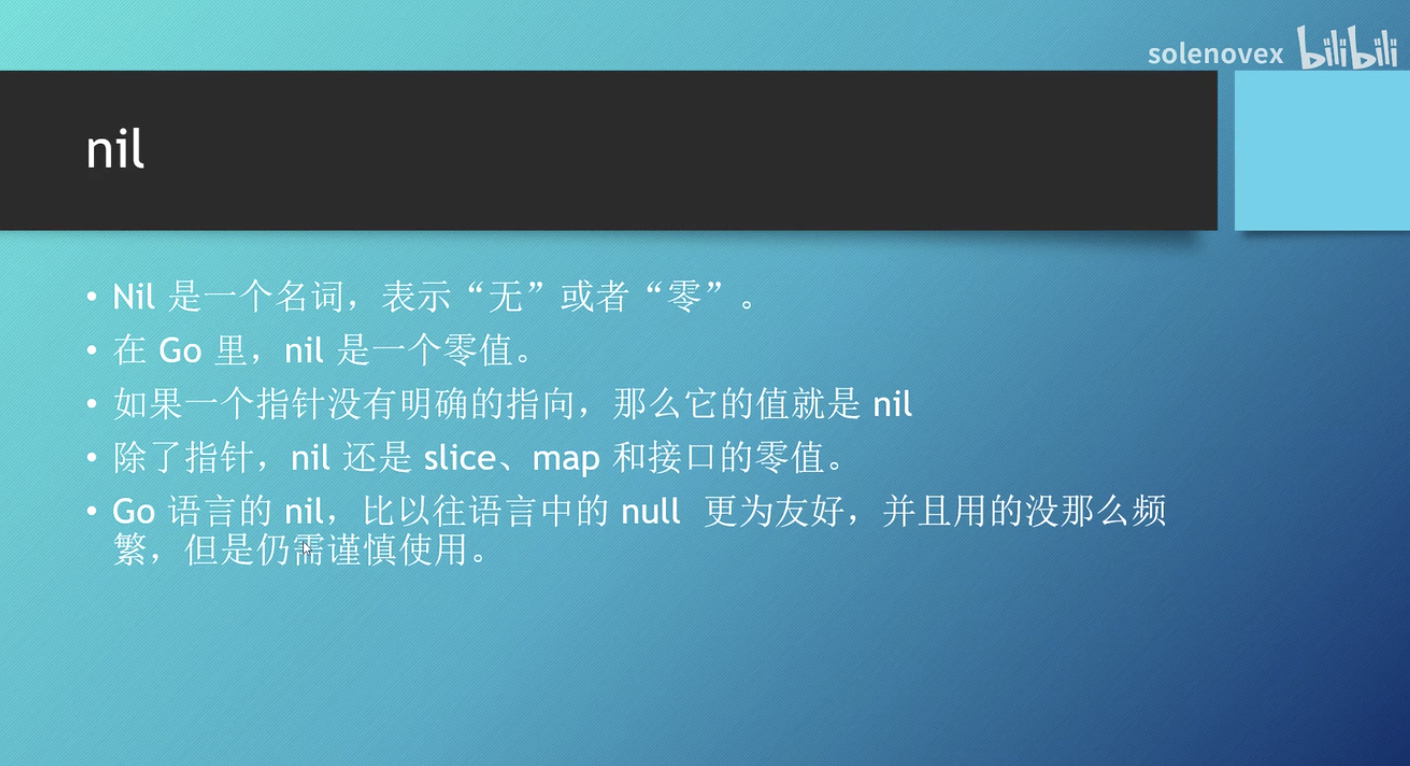 solenovex bilibili
nil
• Nil 是一个名词，表示“无”或者“零”。
• 在 Go 里，nil 是一个零值。
• 如果一个指针没有明确的指向，那么它的值就是 nil
• 除了指针，nil 还是 slice、map 和接口的零值。
• Go 语言的 nil，比以往语言中的 null 更为友好，并且用的没那么频
繁，但是仍需谨慎使用。